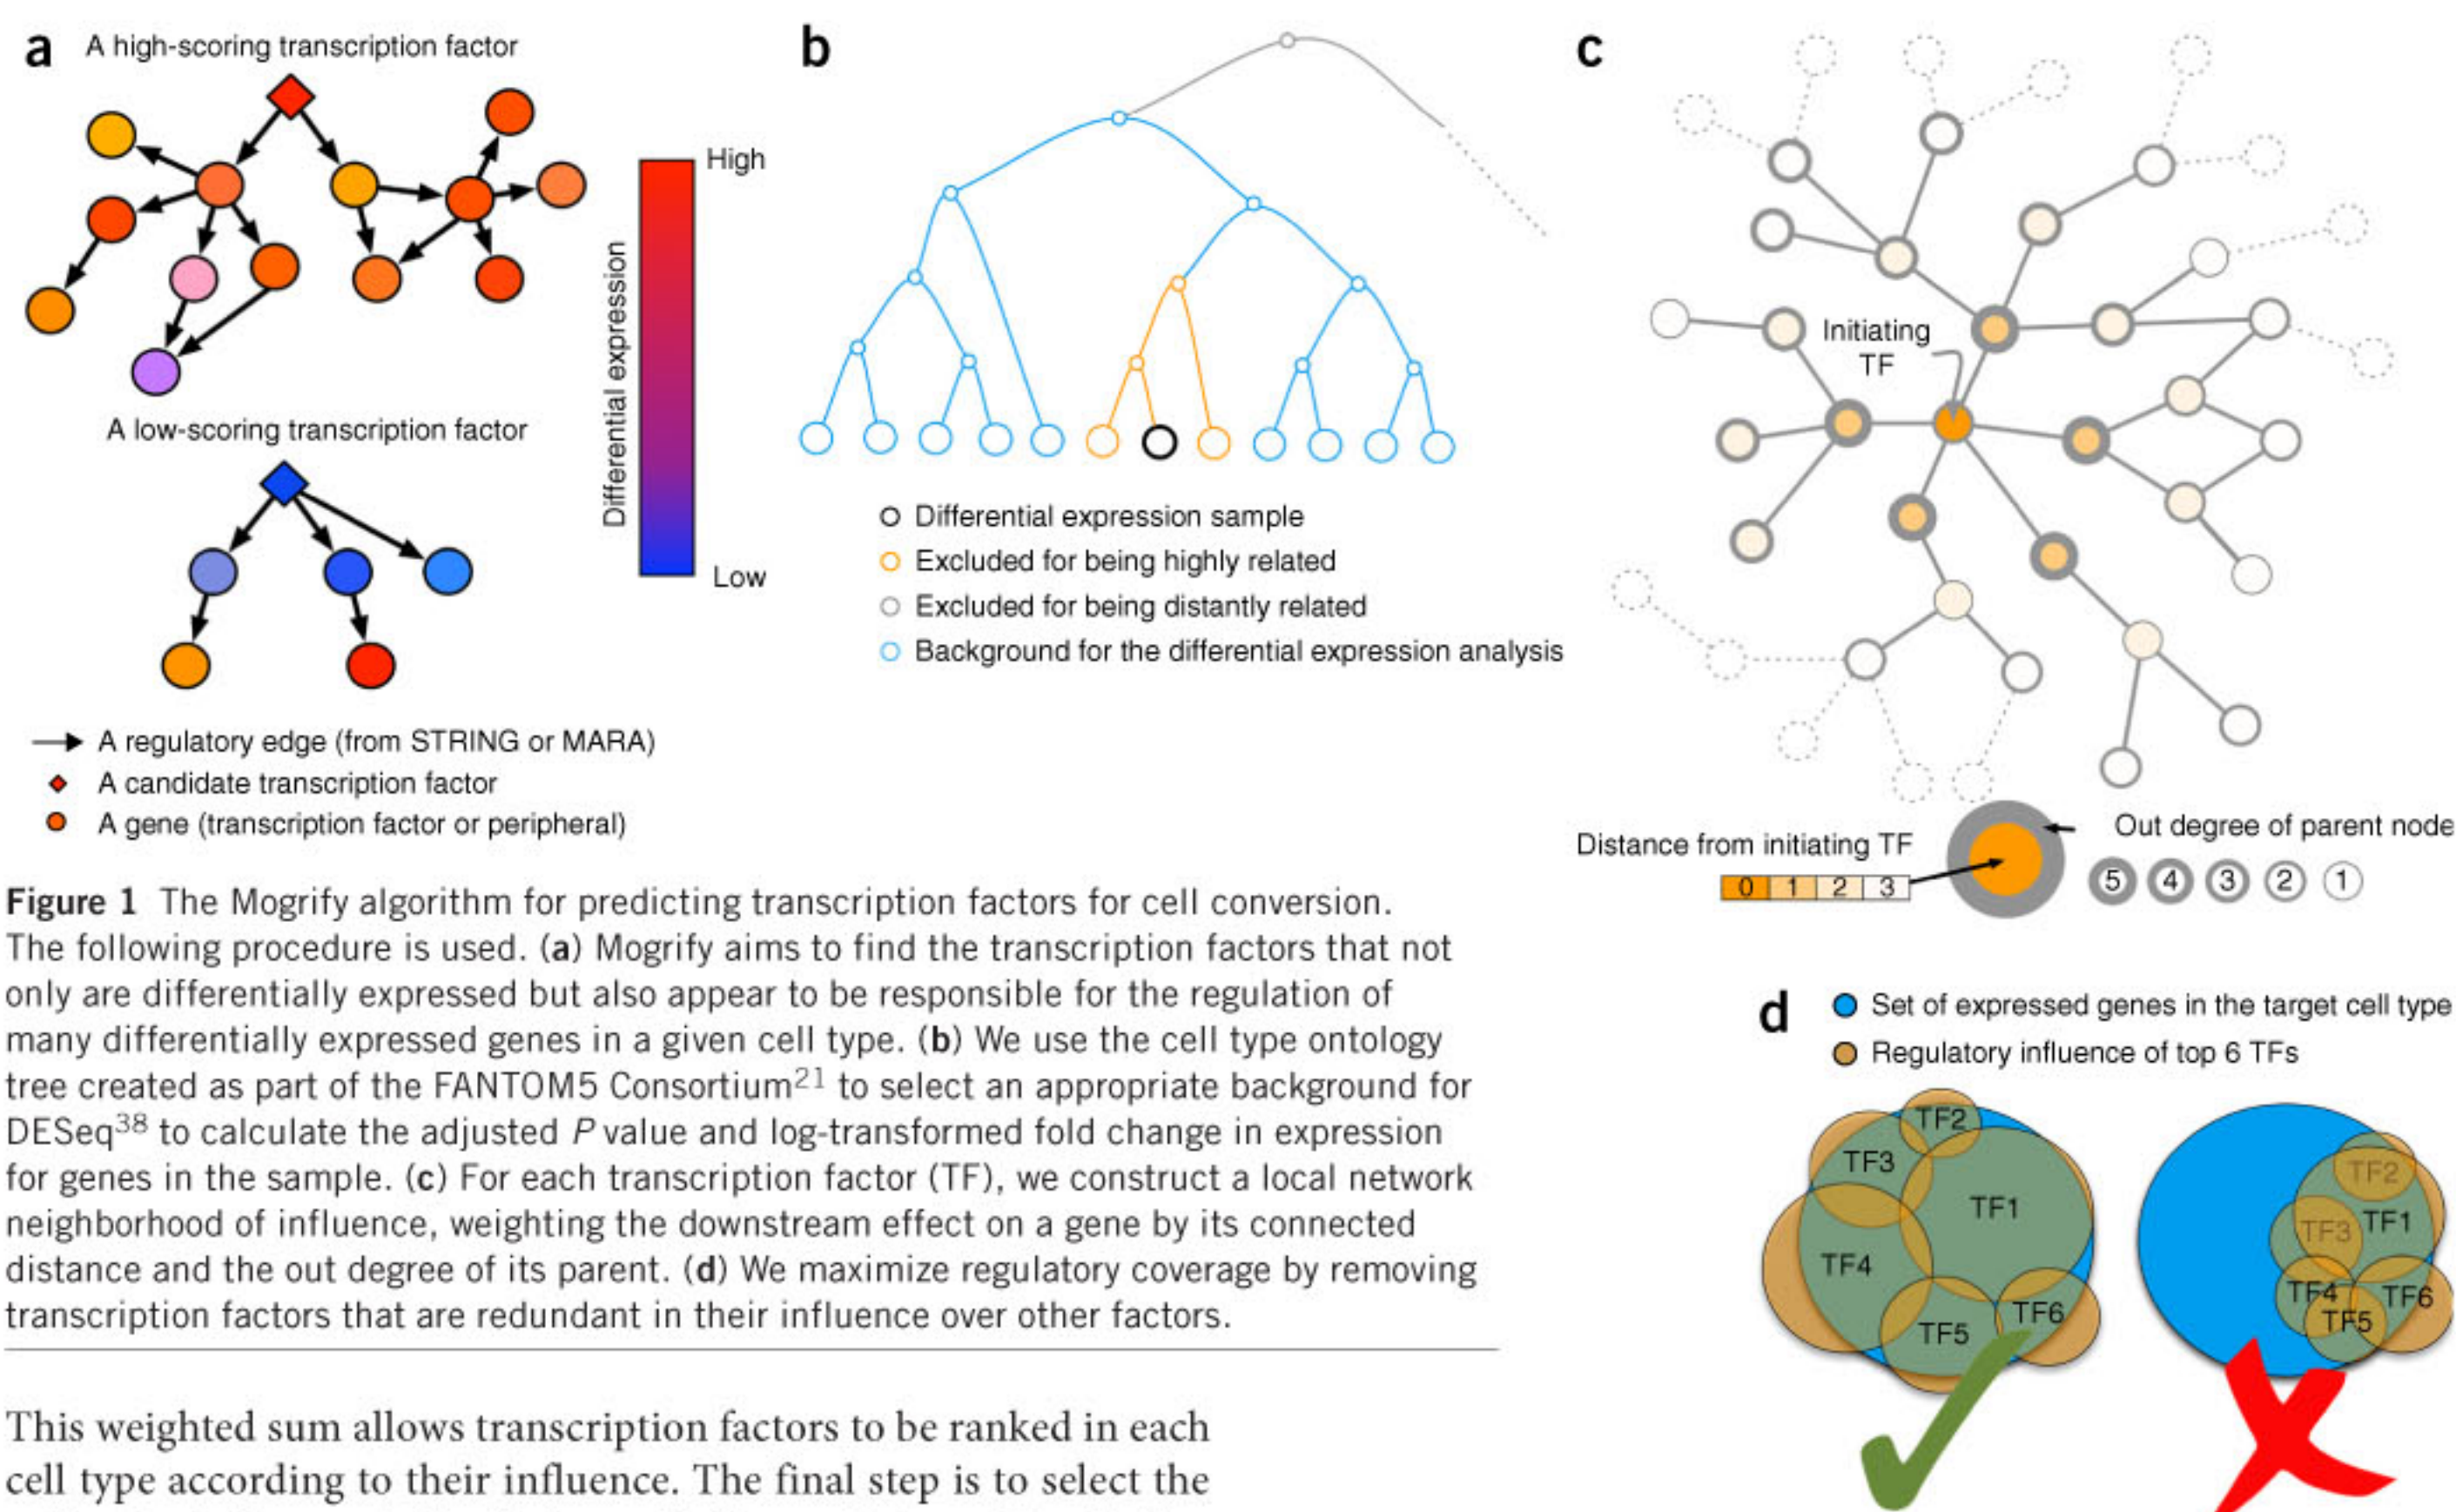 a
A high-scoring transcription factor
A low-scoring transcription factor
High
Differential expression
Low
A regulatory edge (from STRING or MARA)
A candidate transcription factor
A gene (transcription factor or peripheral)
b
Differential expression sample
Excluded for being highly related
Excluded for being distantly related
Background for the differential expression analysis
c
Initiating
TF
Distance from initiating TF
0 1 2 3
Out degree of parent node
5 4 3 2 1
d
Set of expressed genes in the target cell type
Regulatory influence of top 6 TFs
TF2
TF3
TF1
TF4
TF6
TF5
TF2
TF3
TF1
TF4
TF6
TF5
Figure 1 The Mogrify algorithm for predicting transcription factors for cell conversion.
The following procedure is used. (a) Mogrify aims to find the transcription factors that not
only are differentially expressed but also appear to be responsible for the regulation of
many differentially expressed genes in a given cell type. (b) We use the cell type ontology
tree created as part of the FANTOM5 Consortium21 to select an appropriate background for
DESeq38 to calculate the adjusted P value and log-transformed fold change in expression
for genes in the sample. (c) For each transcription factor (TF), we construct a local network
neighborhood of influence, weighting the downstream effect on a gene by its connected
distance and the out degree of its parent. (d) We maximize regulatory coverage by removing
transcription factors that are redundant in their influence over other factors.
This weighted sum allows transcription factors to be ranked in each
cell type according to their influence. The final step is to select the